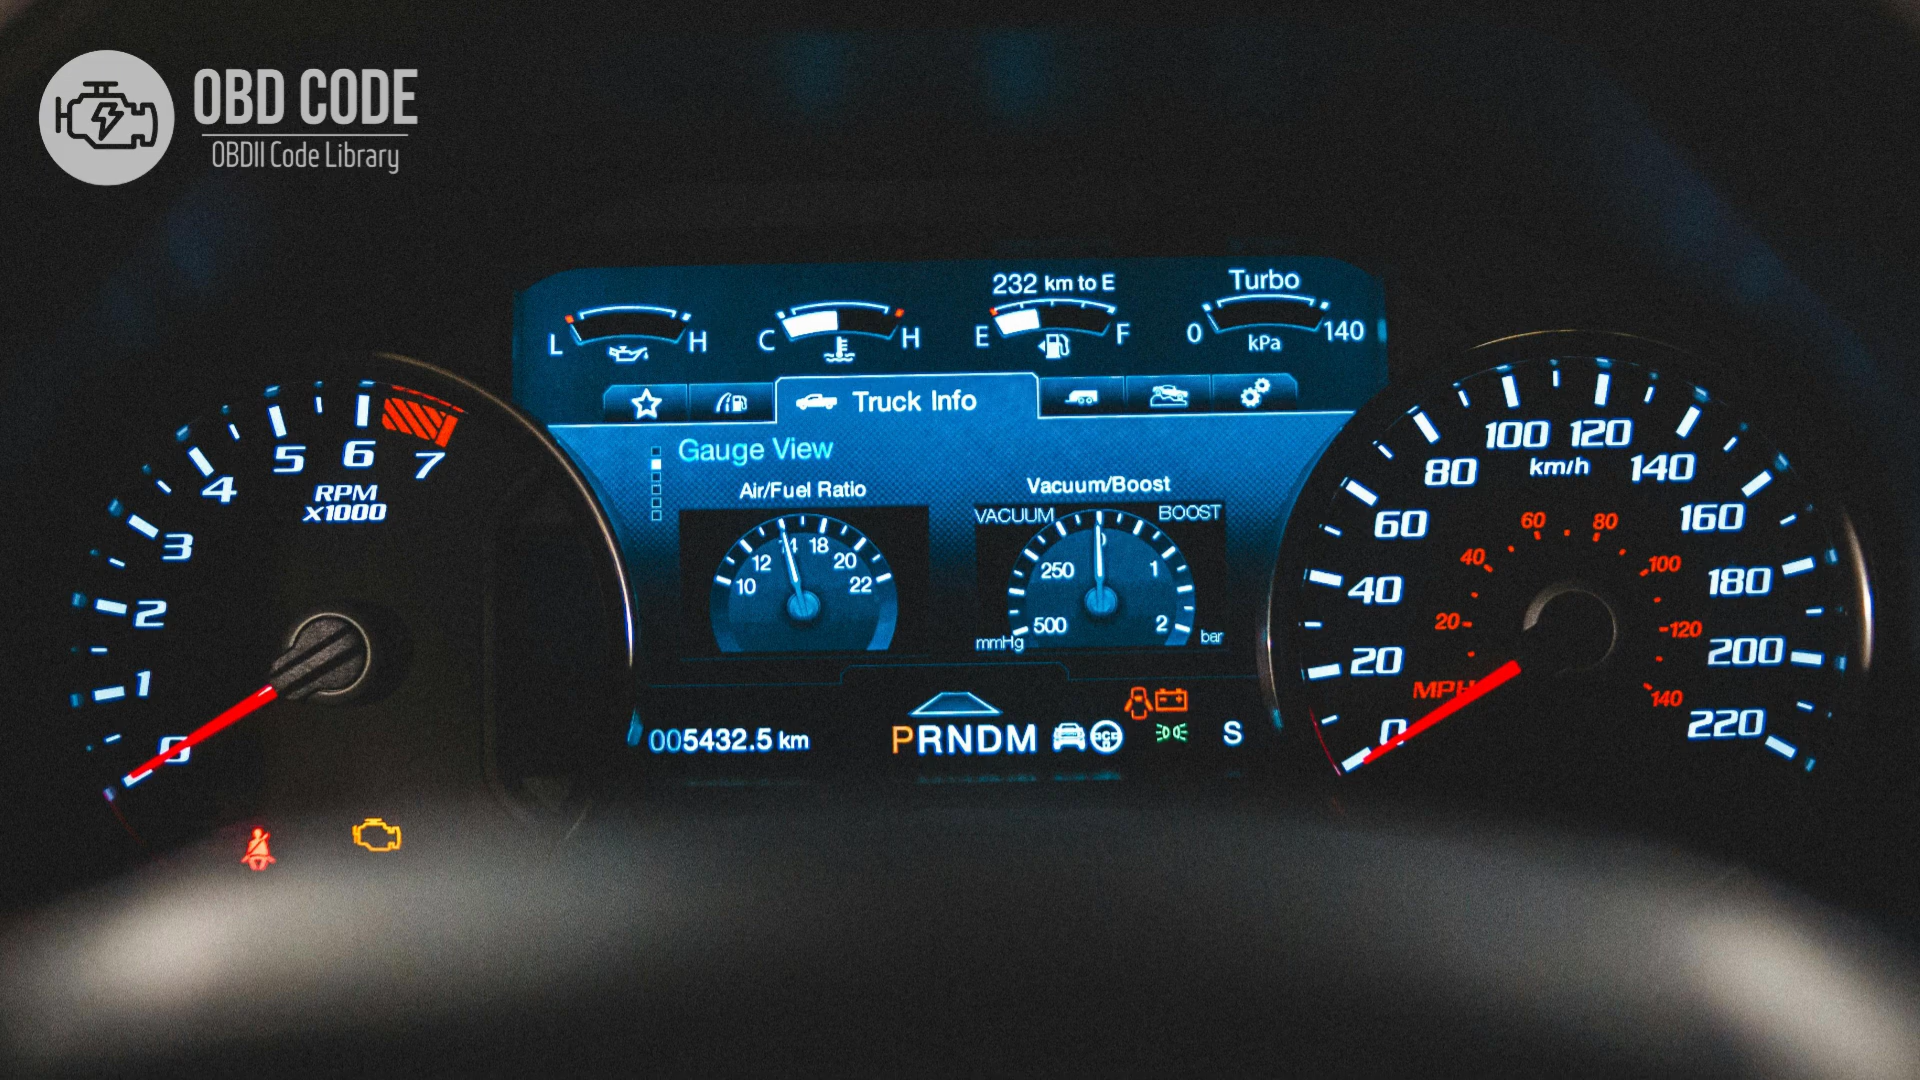 OBD CODE
OBDII Code Library
232 km to E
Turbo
L H
C H
E F
0 140
kPa
Truck Info
Gauge View
Air/Fuel Ratio
10 12 14 18 20 22
Vacuum/Boost
VACUUM BOOST
500 250 0 1 2
mmHg bar
0 1 2 3 4 5 6 7
RPM
X1000
0 20 40 60 80 100 120 140 160 180 200 220
km/h
20 40 60 80 100 120 140
MPH
005432.5 km
PRNDM
S